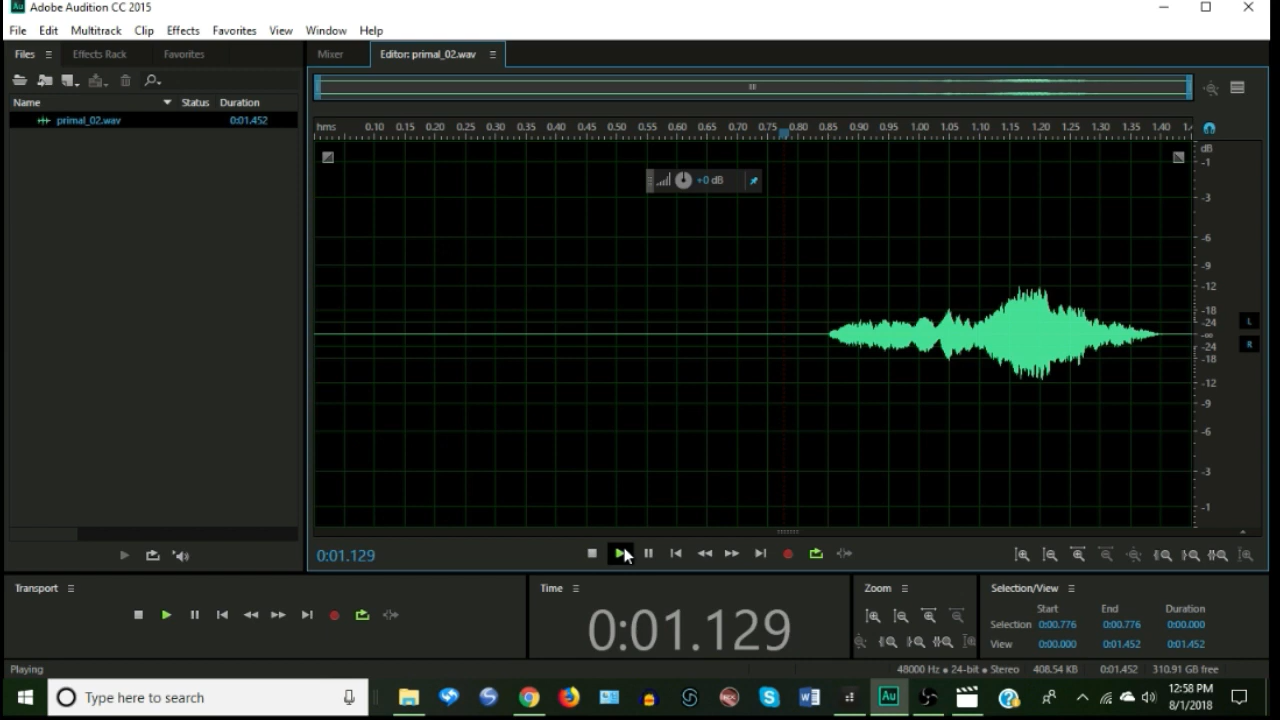 Au Adobe Audition CC 2015
File Edit Multitrack Clip Effects Favorites View Window Help
Files Effects Rack Favorites Mixer Editor: primal_02.wav
Name Status Duration
primal_02.wav 0:01.452
hms 0.10 0.15 0.20 0.25 0.30 0.35 0.40 0.45 0.50 0.55 0.60 0.65 0.70 0.75 0.80 0.85 0.90 0.95 1.00 1.05 1.10 1.15 1.20 1.25 1.30 1.35 1.40
dB
-1
+0 dB
-3
-6
-9
-12
-18
-24
L
-∞
-24
R
-18
-12
-9
-6
-3
-1
0:01.129
Transport Time Zoom Selection/View
Start End Duration
0:01.129
Selection 0:00.776 0:00.776 0:00.000
View 0:00.000 0:01.452 0:01.452
Playing 48000 Hz • 24-bit • Stereo 408.54 KB 0:01.452 310.91 GB free
Type here to search Au 12:58 PM
8/1/2018